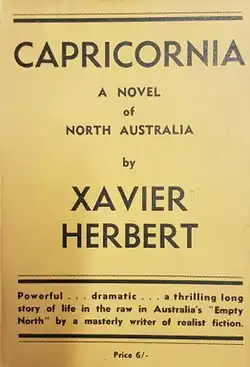 CAPRICORNIA
A NOVEL
of
NORTH AUSTRALIA
by
XAVIER
HERBERT
Powerful . . . dramatic . . . a thrilling long
story of life in the raw in Australia's "Empty
North" by a masterly writer of realist fiction.
Price 6/-